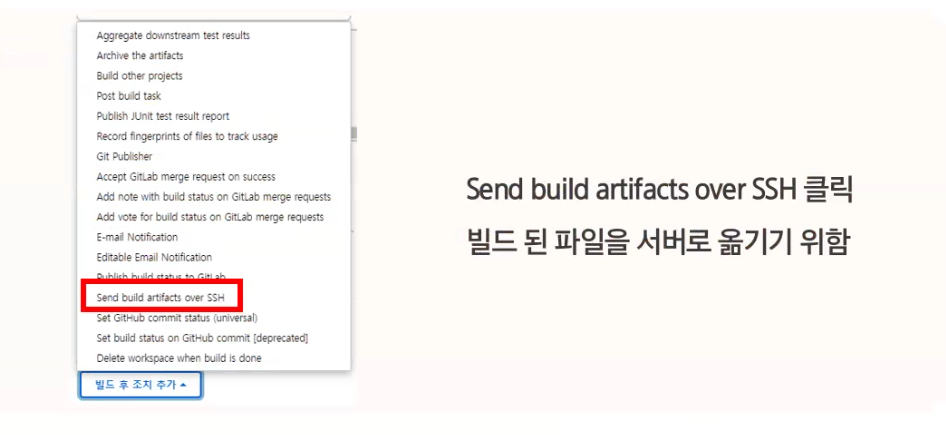 Aggregate downstream test results
Archive the artifacts
Build other projects
Post build task
Publish JUnit test result report
Record fingerprints of files to track usage
Git Publisher
Accept GitLab merge request on success
Add note with build status on GitLab merge requests
Add vote for build status on GitLab merge requests
E-mail Notification
Editable Email Notification
Publish build status to GitLab
Send build artifacts over SSH
Set GitHub commit status (universal)
Set build status on GitHub commit [deprecated]
Delete workspace when build is done
빌드 후 조치 추가
Send build artifacts over SSH 클릭
빌드 된 파일을 서버로 옮기기 위함